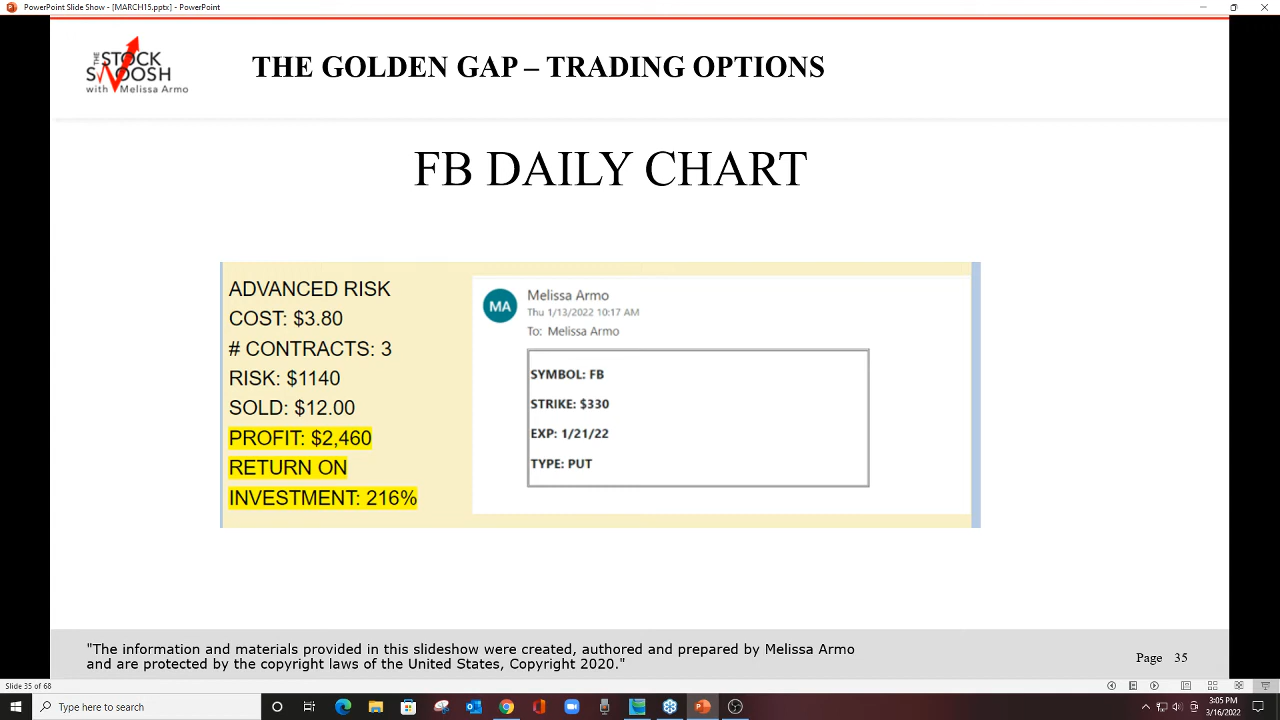 PowerPoint Slide Show - [MARCH15.pptx] - PowerPoint
THE STOCK
SWOOSH
with Melissa Armo
THE GOLDEN GAP – TRADING OPTIONS
FB DAILY CHART
ADVANCED RISK
COST: $3.80
# CONTRACTS: 3
RISK: $1140
SOLD: $12.00
PROFIT: $2,460
RETURN ON
INVESTMENT: 216%
MA
Melissa Armo
Thu 1/13/2022 10:17 AM
To: Melissa Armo
SYMBOL: FB
STRIKE: $330
EXP: 1/21/22
TYPE: PUT
"The information and materials provided in this slideshow were created, authored and prepared by Melissa Armo
and are protected by the copyright laws of the United States, Copyright 2020."
Page 35
Slide 35 of 68
Type here to search
3:05 PM
3/16/2022